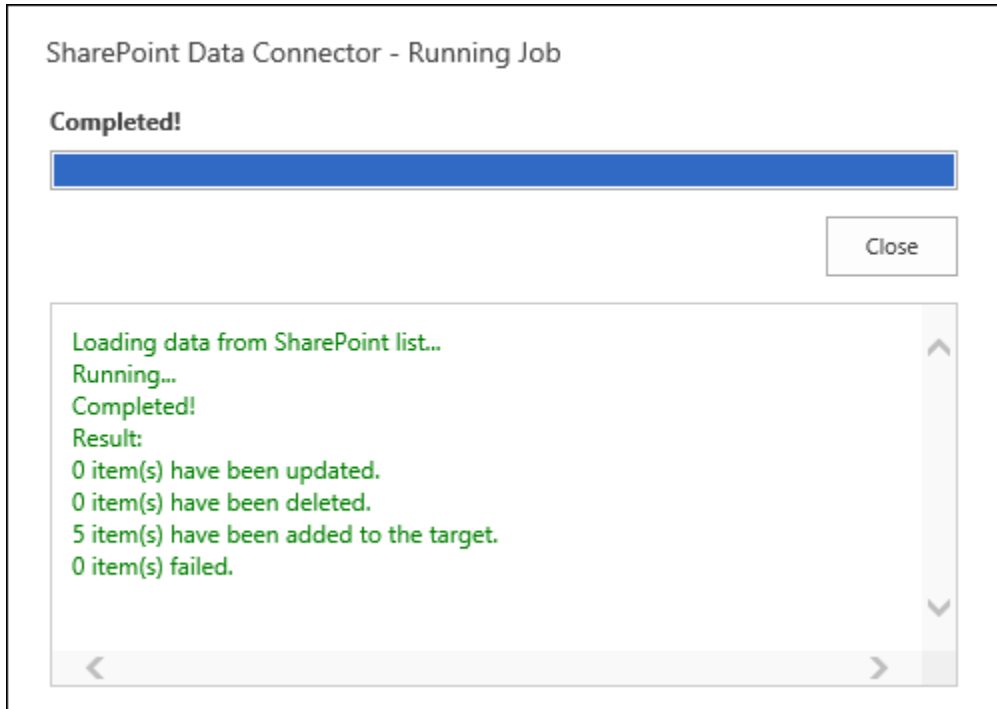 SharePoint Data Connector - Running Job
Completed!
Close
Loading data from SharePoint list...
Running...
Completed!
Result:
0 item(s) have been updated.
0 item(s) have been deleted.
5 item(s) have been added to the target.
0 item(s) failed.